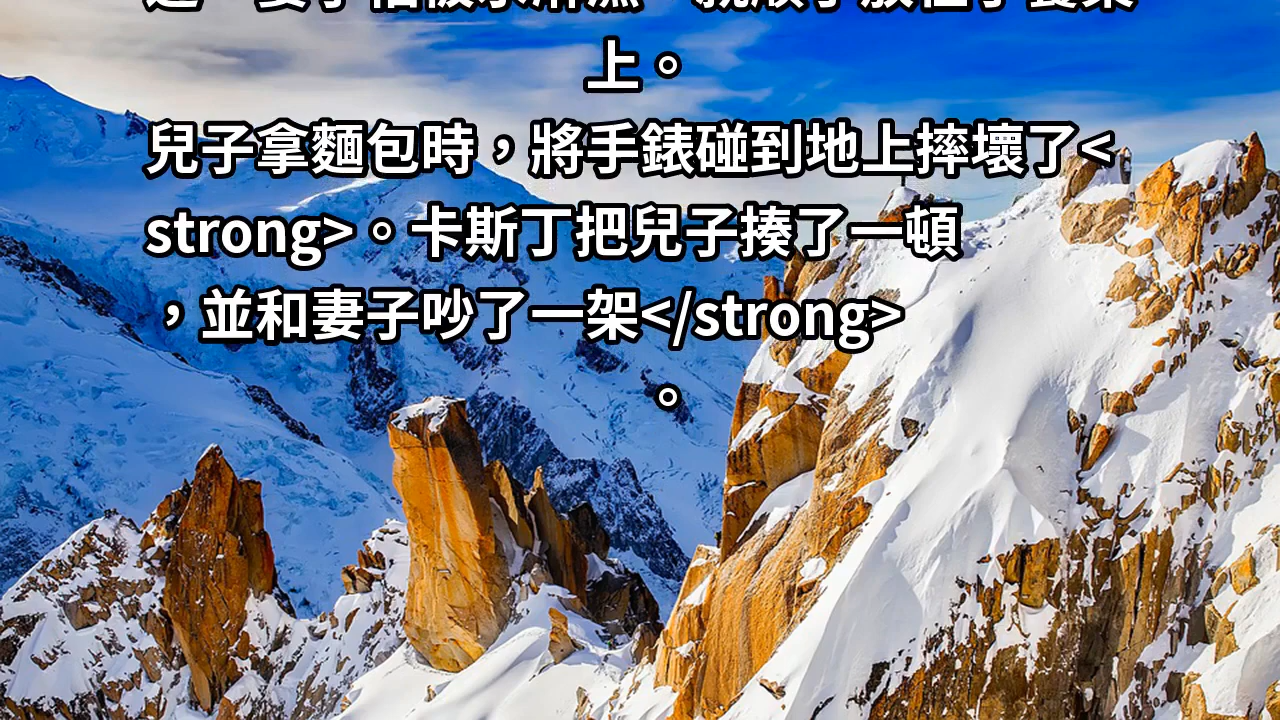 上。
兒子拿麵包時，將手錶碰到地上摔壞了<
strong>。卡斯丁把兒子揍了一頓
，並和妻子吵了一架</strong>
。